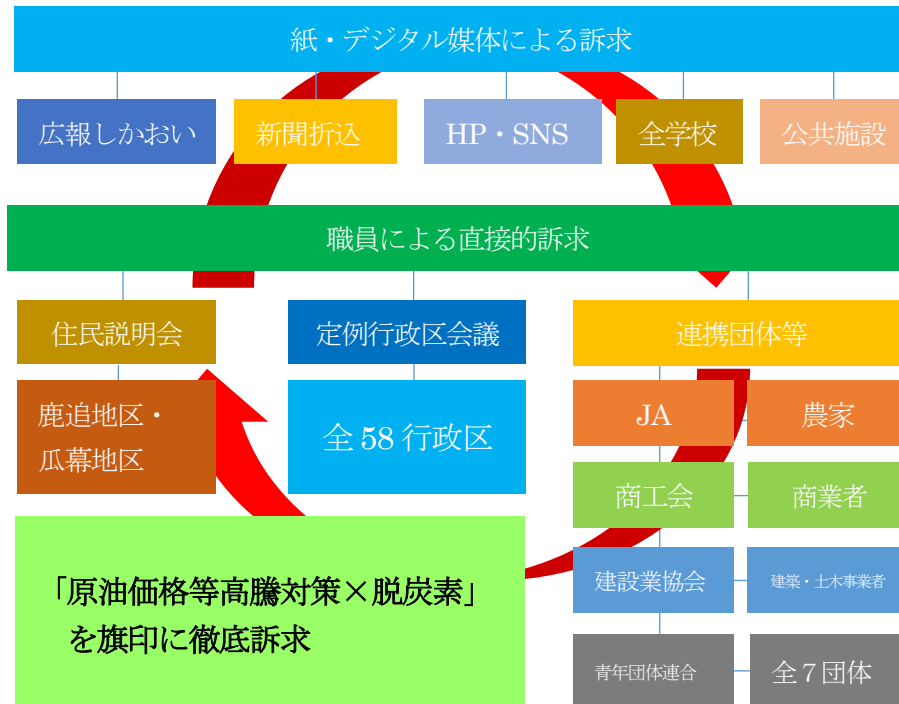 紙・デジタル媒体による訴求
広報しかおい
新聞折込
HP・SNS
全学校
公共施設
職員による直接的訴求
住民説明会
定例行政区会議
連携団体等
鹿追地区・
瓜幕地区
全58行政区
JA
農家
商工会
商業者
建設業協会
建築・土木事業者
青年団体連合
全7団体
「原油価格等高騰対策×脱炭素」
を旗印に徹底訴求